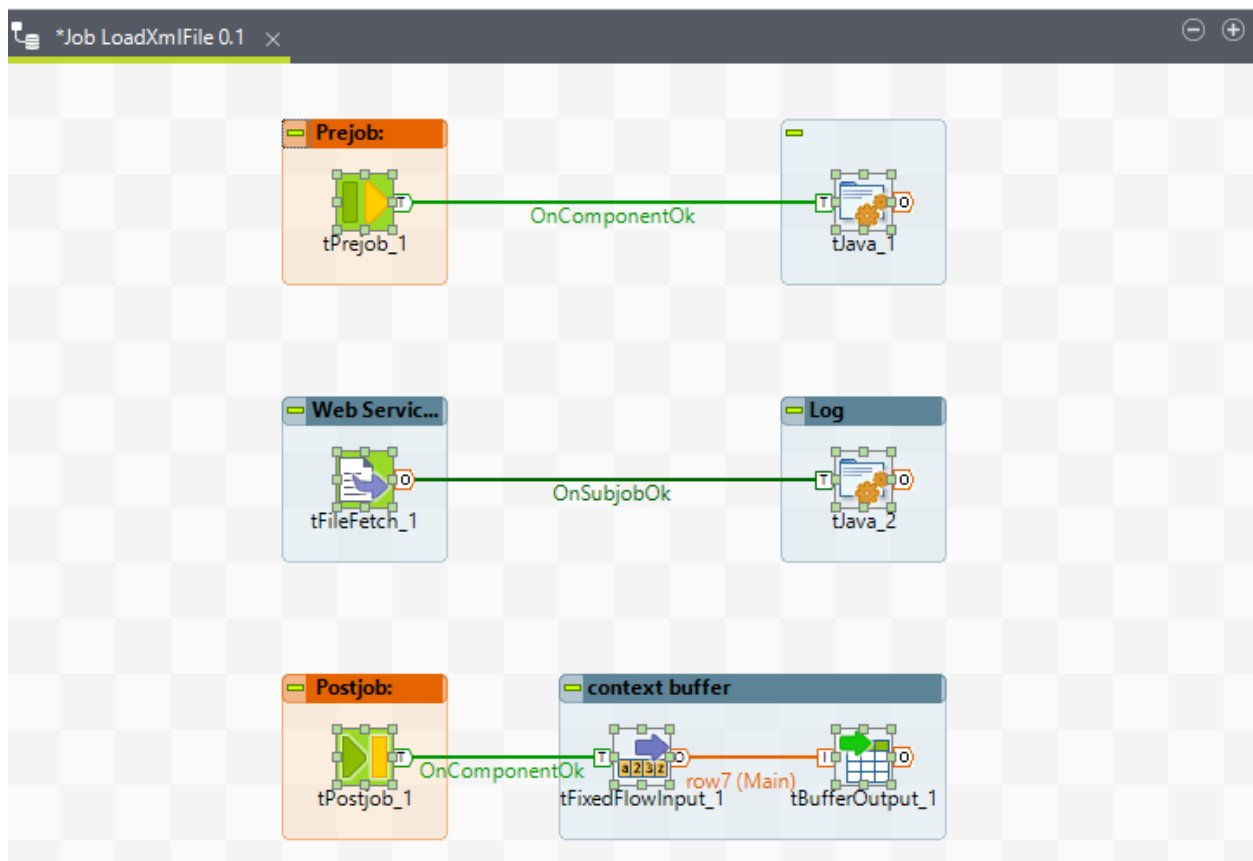 *Job LoadXmlFile 0.1
Prejob:
T
T
O
OnComponentOk
tPrejob_1
tJava_1
Web Servic...
Log
O
T
O
OnSubjobOk
tFileFetch_1
tJava_2
Postjob:
context buffer
T
T
O
I
O
a23z
OnComponentOk
row7 (Main)
tPostjob_1
tFixedFlowInput_1
tBufferOutput_1